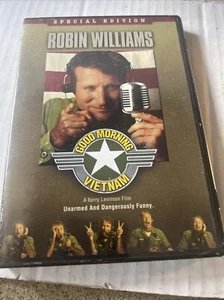 SPECIAL EDITION
ROBIN WILLIAMS
GOOD MORNING
VIETNAM
A Barry Levinson Film
Unarmed And Dangerously Funny.